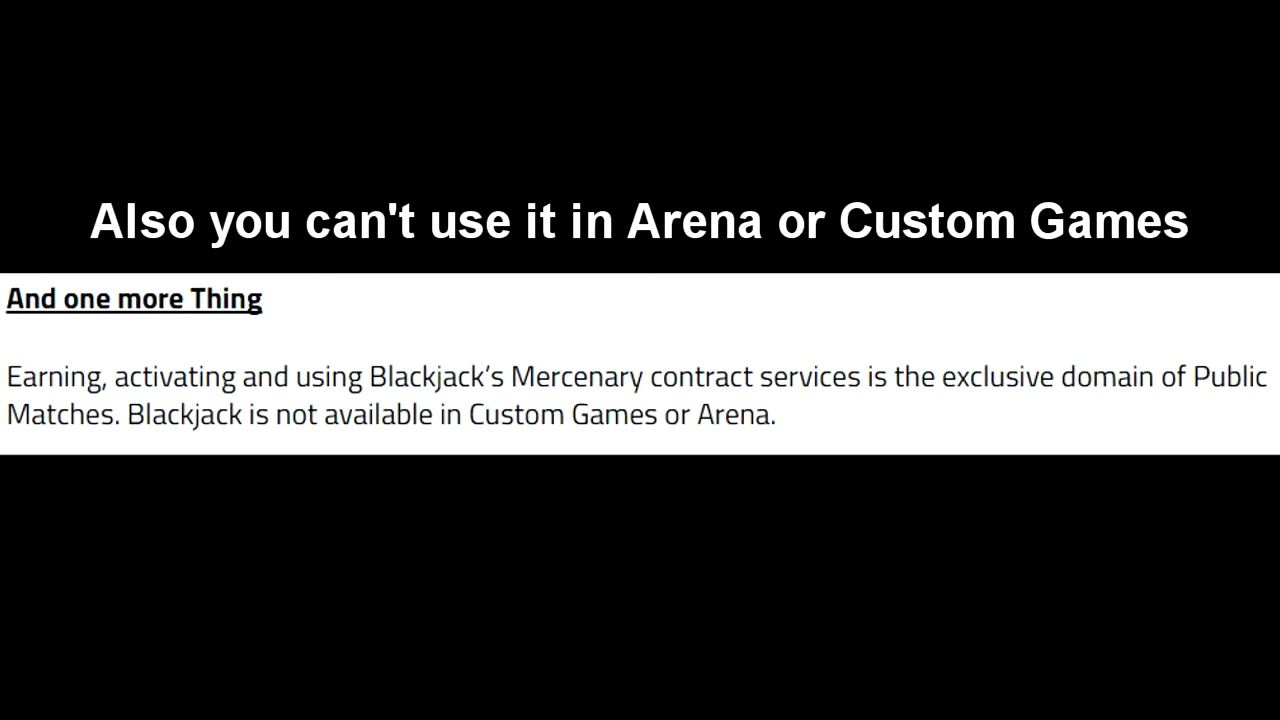 Also you can't use it in Arena or Custom Games
And one more Thing
Earning, activating and using Blackjack’s Mercenary contract services is the exclusive domain of Public
Matches. Blackjack is not available in Custom Games or Arena.